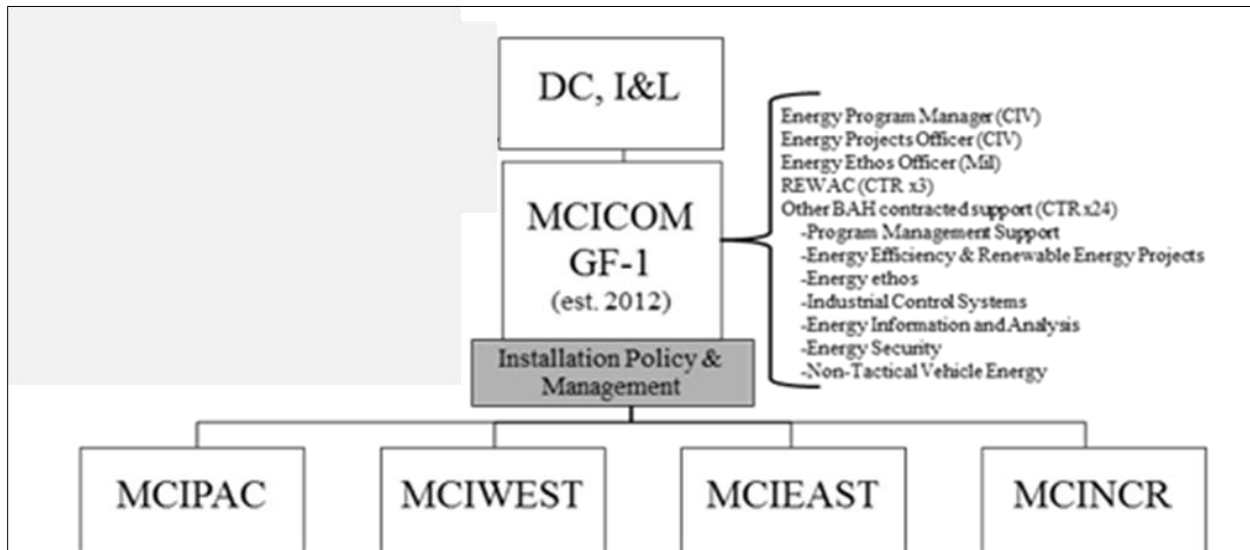 DC, I&L
MCICOM
GF-1
(est. 2012)
Installation Policy &
Management
Energy Program Manager (CIV)
Energy Projects Officer (CIV)
Energy Ethos Officer (Mil)
REWAC (CTR x3)
Other BAH contracted support (CTR x24)
-Program Management Support
-Energy Efficiency & Renewable Energy Projects
-Energy ethos
-Industrial Control Systems
-Energy Information and Analysis
-Energy Security
-Non-Tactical Vehicle Energy
MCIPAC
MCIWEST
MCIEAST
MCINCR